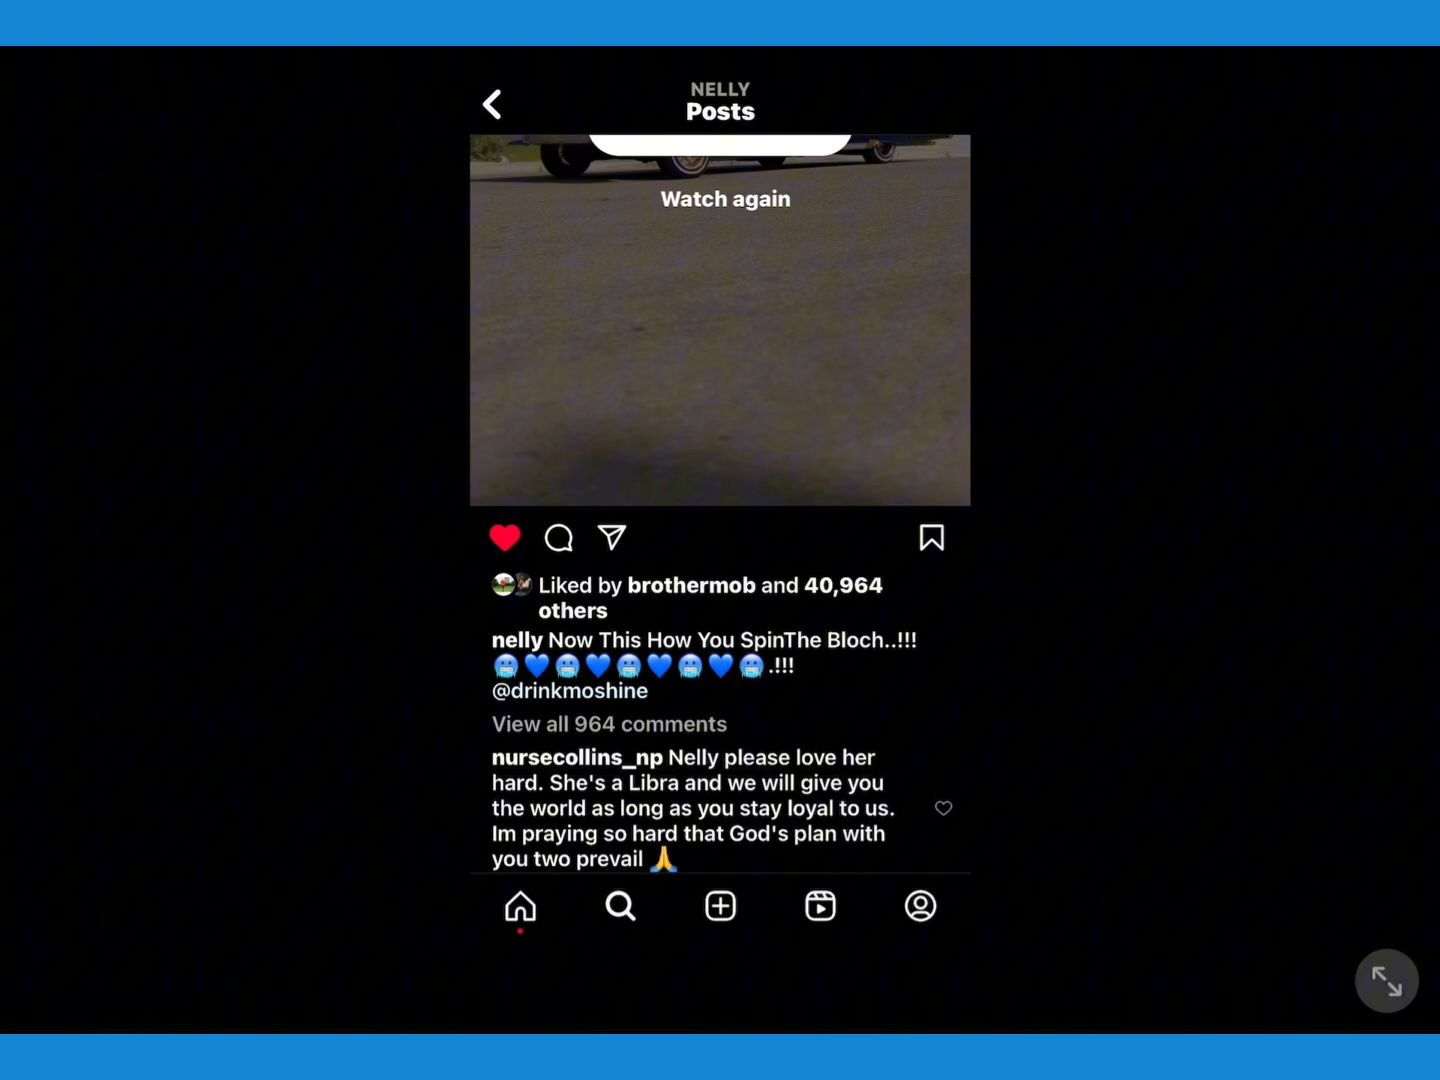 NELLY
Posts
Watch again
Liked by brothermob and 40,964
others
nelly Now This How You SpinThe Bloch..!!!
🥶💙🥶💙🥶💙🥶💙🥶.!!!
@drinkmoshine
View all 964 comments
nursecollins_np Nelly please love her
hard. She's a Libra and we will give you
the world as long as you stay loyal to us.
Im praying so hard that God's plan with
you two prevail 🙏